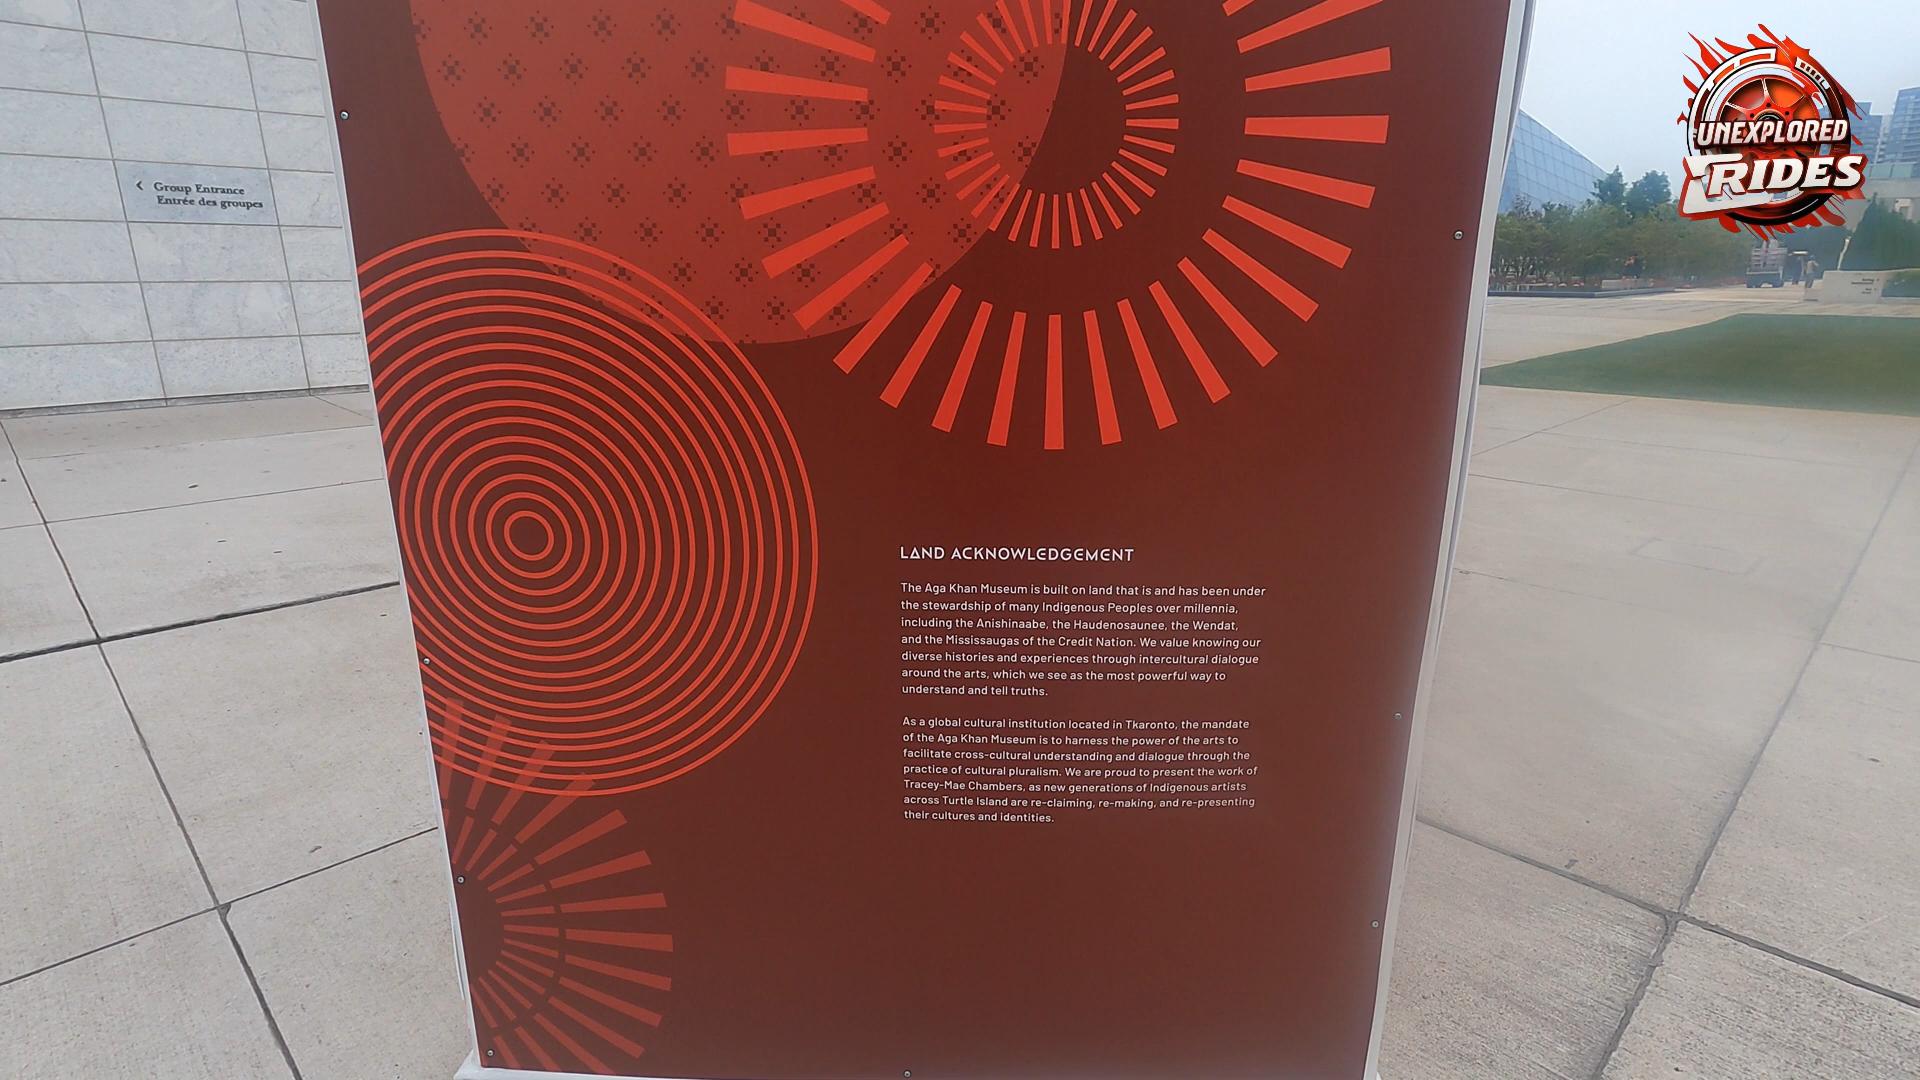 UNEXPLORED
RIDES
< Group Entrance
Entrée des groupes
LAND ACKNOWLEDGEMENT
The Aga Khan Museum is built on land that is and has been under
the stewardship of many Indigenous Peoples over millennia,
including the Anishinaabe, the Haudenosaunee, the Wendat,
and the Mississaugas of the Credit Nation. We value knowing our
diverse histories and experiences through intercultural dialogue
around the arts, which we see as the most powerful way to
understand and tell truths.
As a global cultural institution located in Tkaronto, the mandate
of the Aga Khan Museum is to harness the power of the arts to
facilitate cross-cultural understanding and dialogue through the
practice of cultural pluralism. We are proud to present the work of
Tracey-Mae Chambers, as new generations of Indigenous artists
across Turtle Island are re-claiming, re-making, and re-presenting
their cultures and identities.